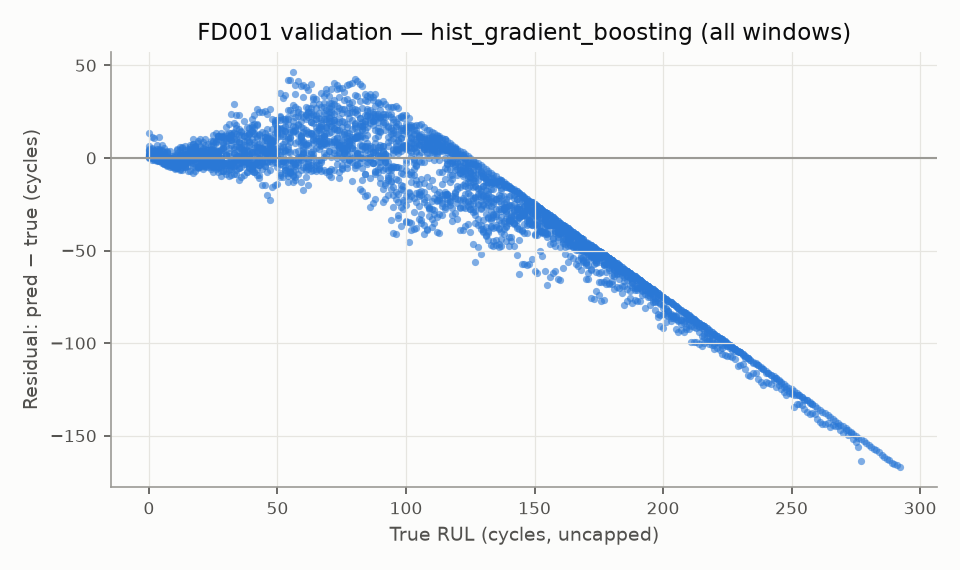 FD001 validation — hist_gradient_boosting (all windows)
50
0
−50
−100
−150
Residual: pred − true (cycles)
0 50 100 150 200 250 300
True RUL (cycles, uncapped)